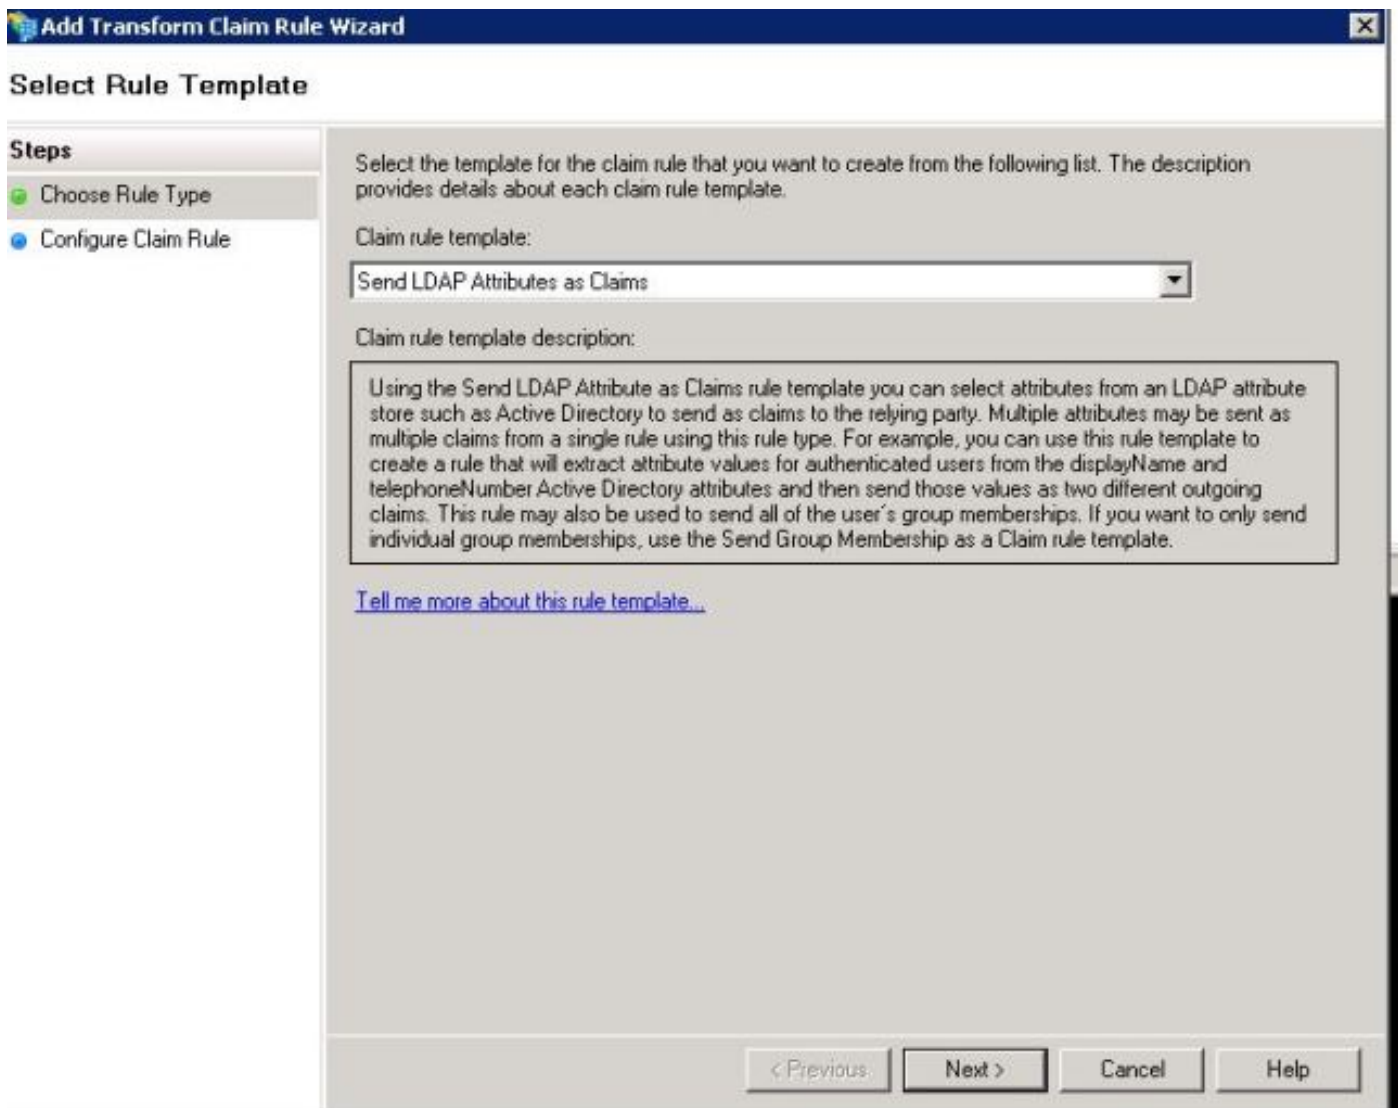 Add Transform Claim Rule Wizard
Select Rule Template
Steps
Choose Rule Type
Configure Claim Rule
Select the template for the claim rule that you want to create from the following list. The description
provides details about each claim rule template.
Claim rule template:
Send LDAP Attributes as Claims
Claim rule template description:
Using the Send LDAP Attribute as Claims rule template you can select attributes from an LDAP attribute
store such as Active Directory to send as claims to the relying party. Multiple attributes may be sent as
multiple claims from a single rule using this rule type. For example, you can use this rule template to
create a rule that will extract attribute values for authenticated users from the displayName and
telephoneNumber Active Directory attributes and then send those values as two different outgoing
claims. This rule may also be used to send all of the user´s group memberships. If you want to only send
individual group memberships, use the Send Group Membership as a Claim rule template.
Tell me more about this rule template...
< Previous
Next >
Cancel
Help